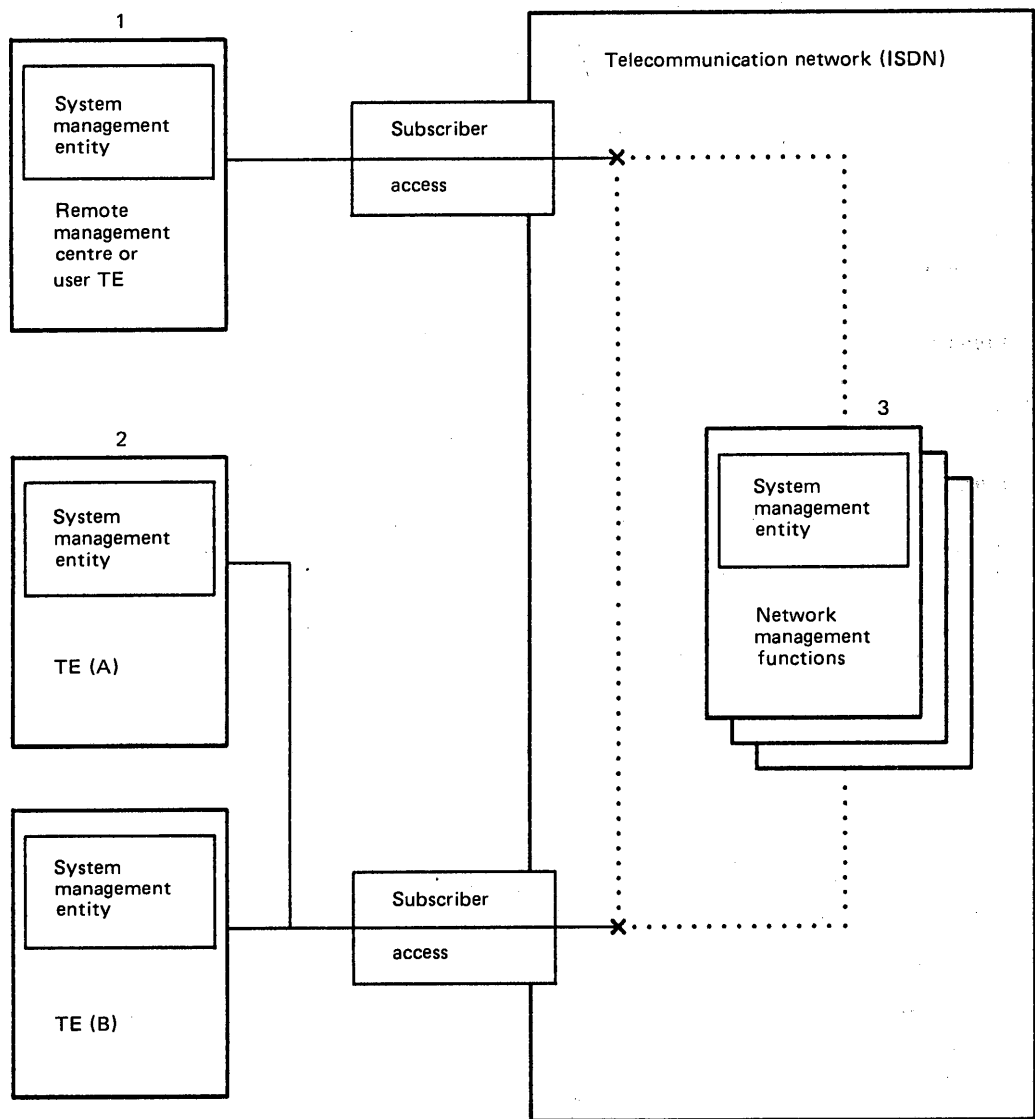 1
System
management
entity
Remote
management
centre or
user TE
Subscriber
access
Telecommunication network (ISDN)
2
System
management
entity
TE (A)
3
System
management
entity
Network
management
functions
System
management
entity
TE (B)
Subscriber
access